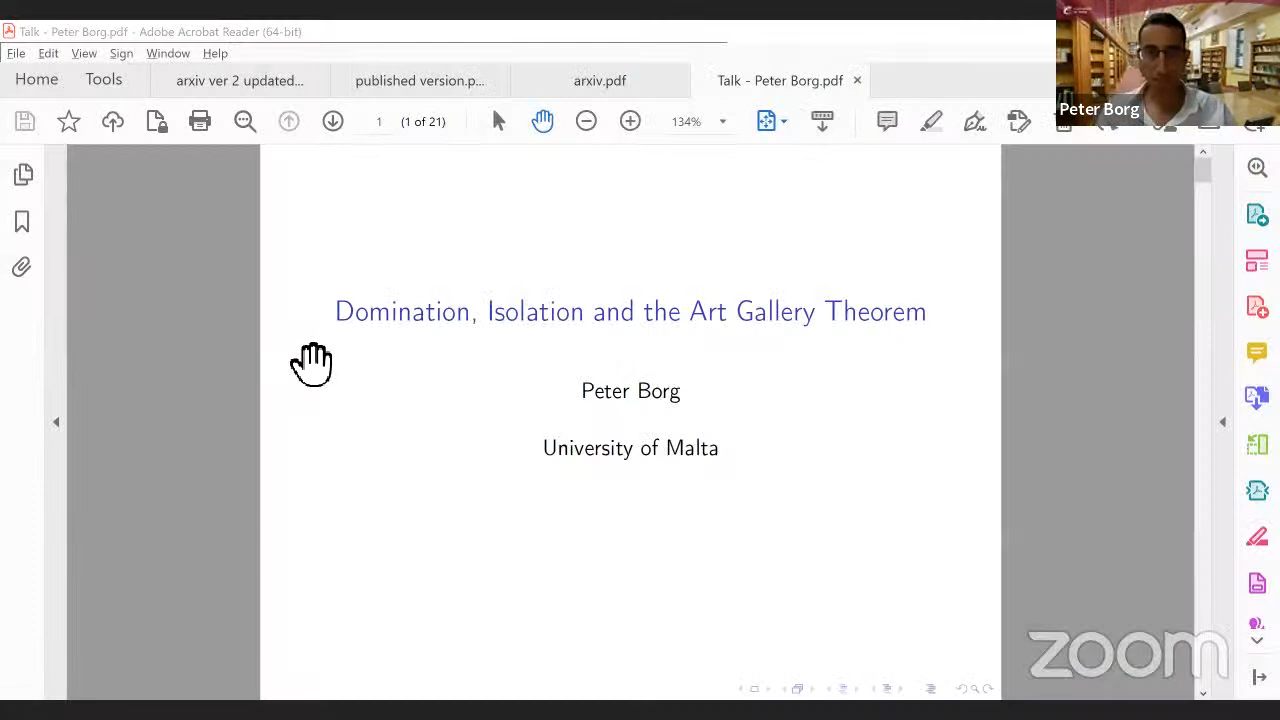 Talk - Peter Borg.pdf - Adobe Acrobat Reader (64-bit)
File Edit View Sign Window Help
Home Tools arxiv ver 2 updated... published version.p... arxiv.pdf Talk - Peter Borg.pdf
1 (1 of 21) 134%
Peter Borg
Domination, Isolation and the Art Gallery Theorem
Peter Borg
University of Malta
zoom